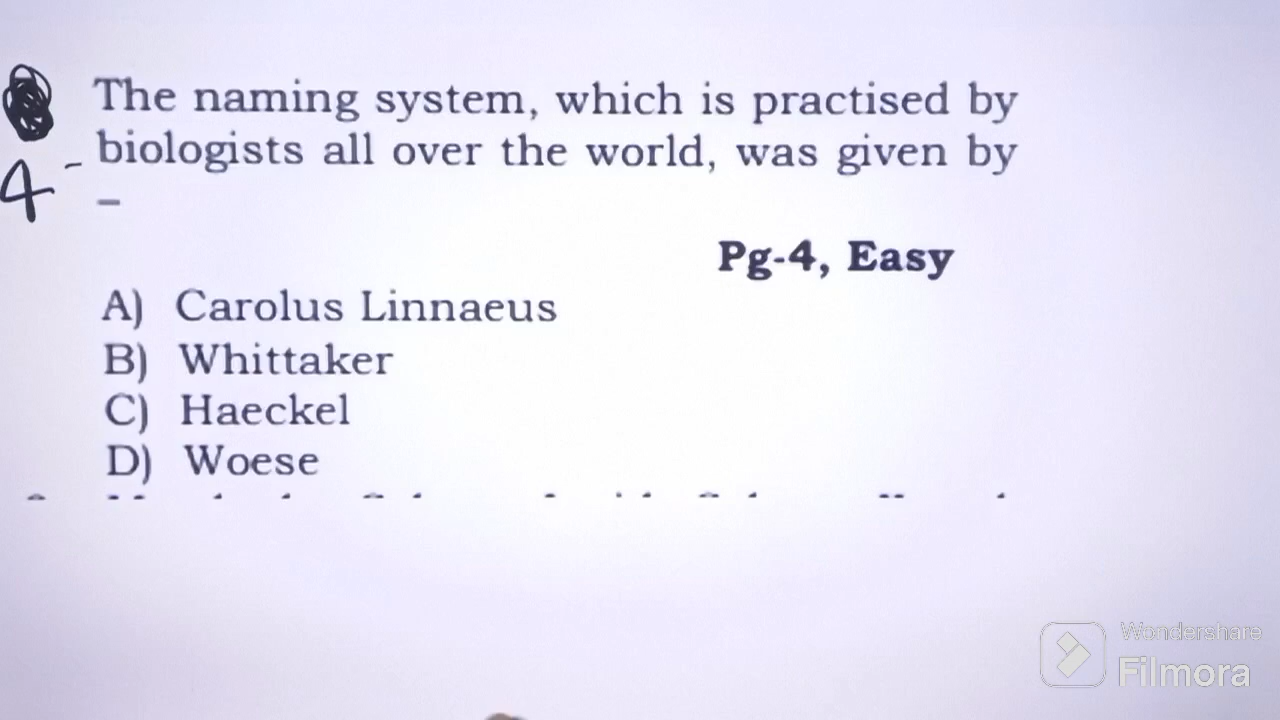 The naming system, which is practised by
4 - biologists all over the world, was given by
–
Pg-4, Easy
A) Carolus Linnaeus
B) Whittaker
C) Haeckel
D) Woese
Wondershare
Filmora